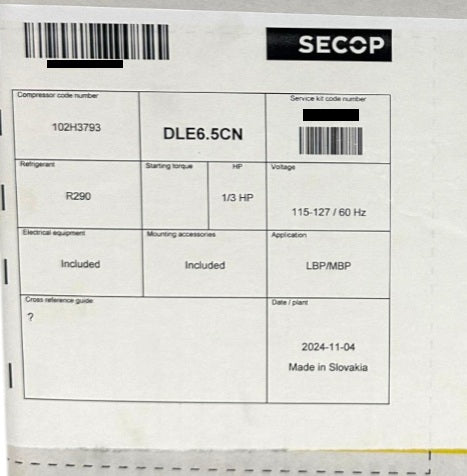 SECOP
Compressor code number
102H3793
DLE6.5CN
Service kit code number
Refrigerant
R290
Starting torque
HP
1/3 HP
Voltage
115-127 / 60 Hz
Electrical equipment
Included
Mounting accessories
Included
Application
LBP/MBP
Cross reference guide
?
Date / plant
2024-11-04
Made in Slovakia